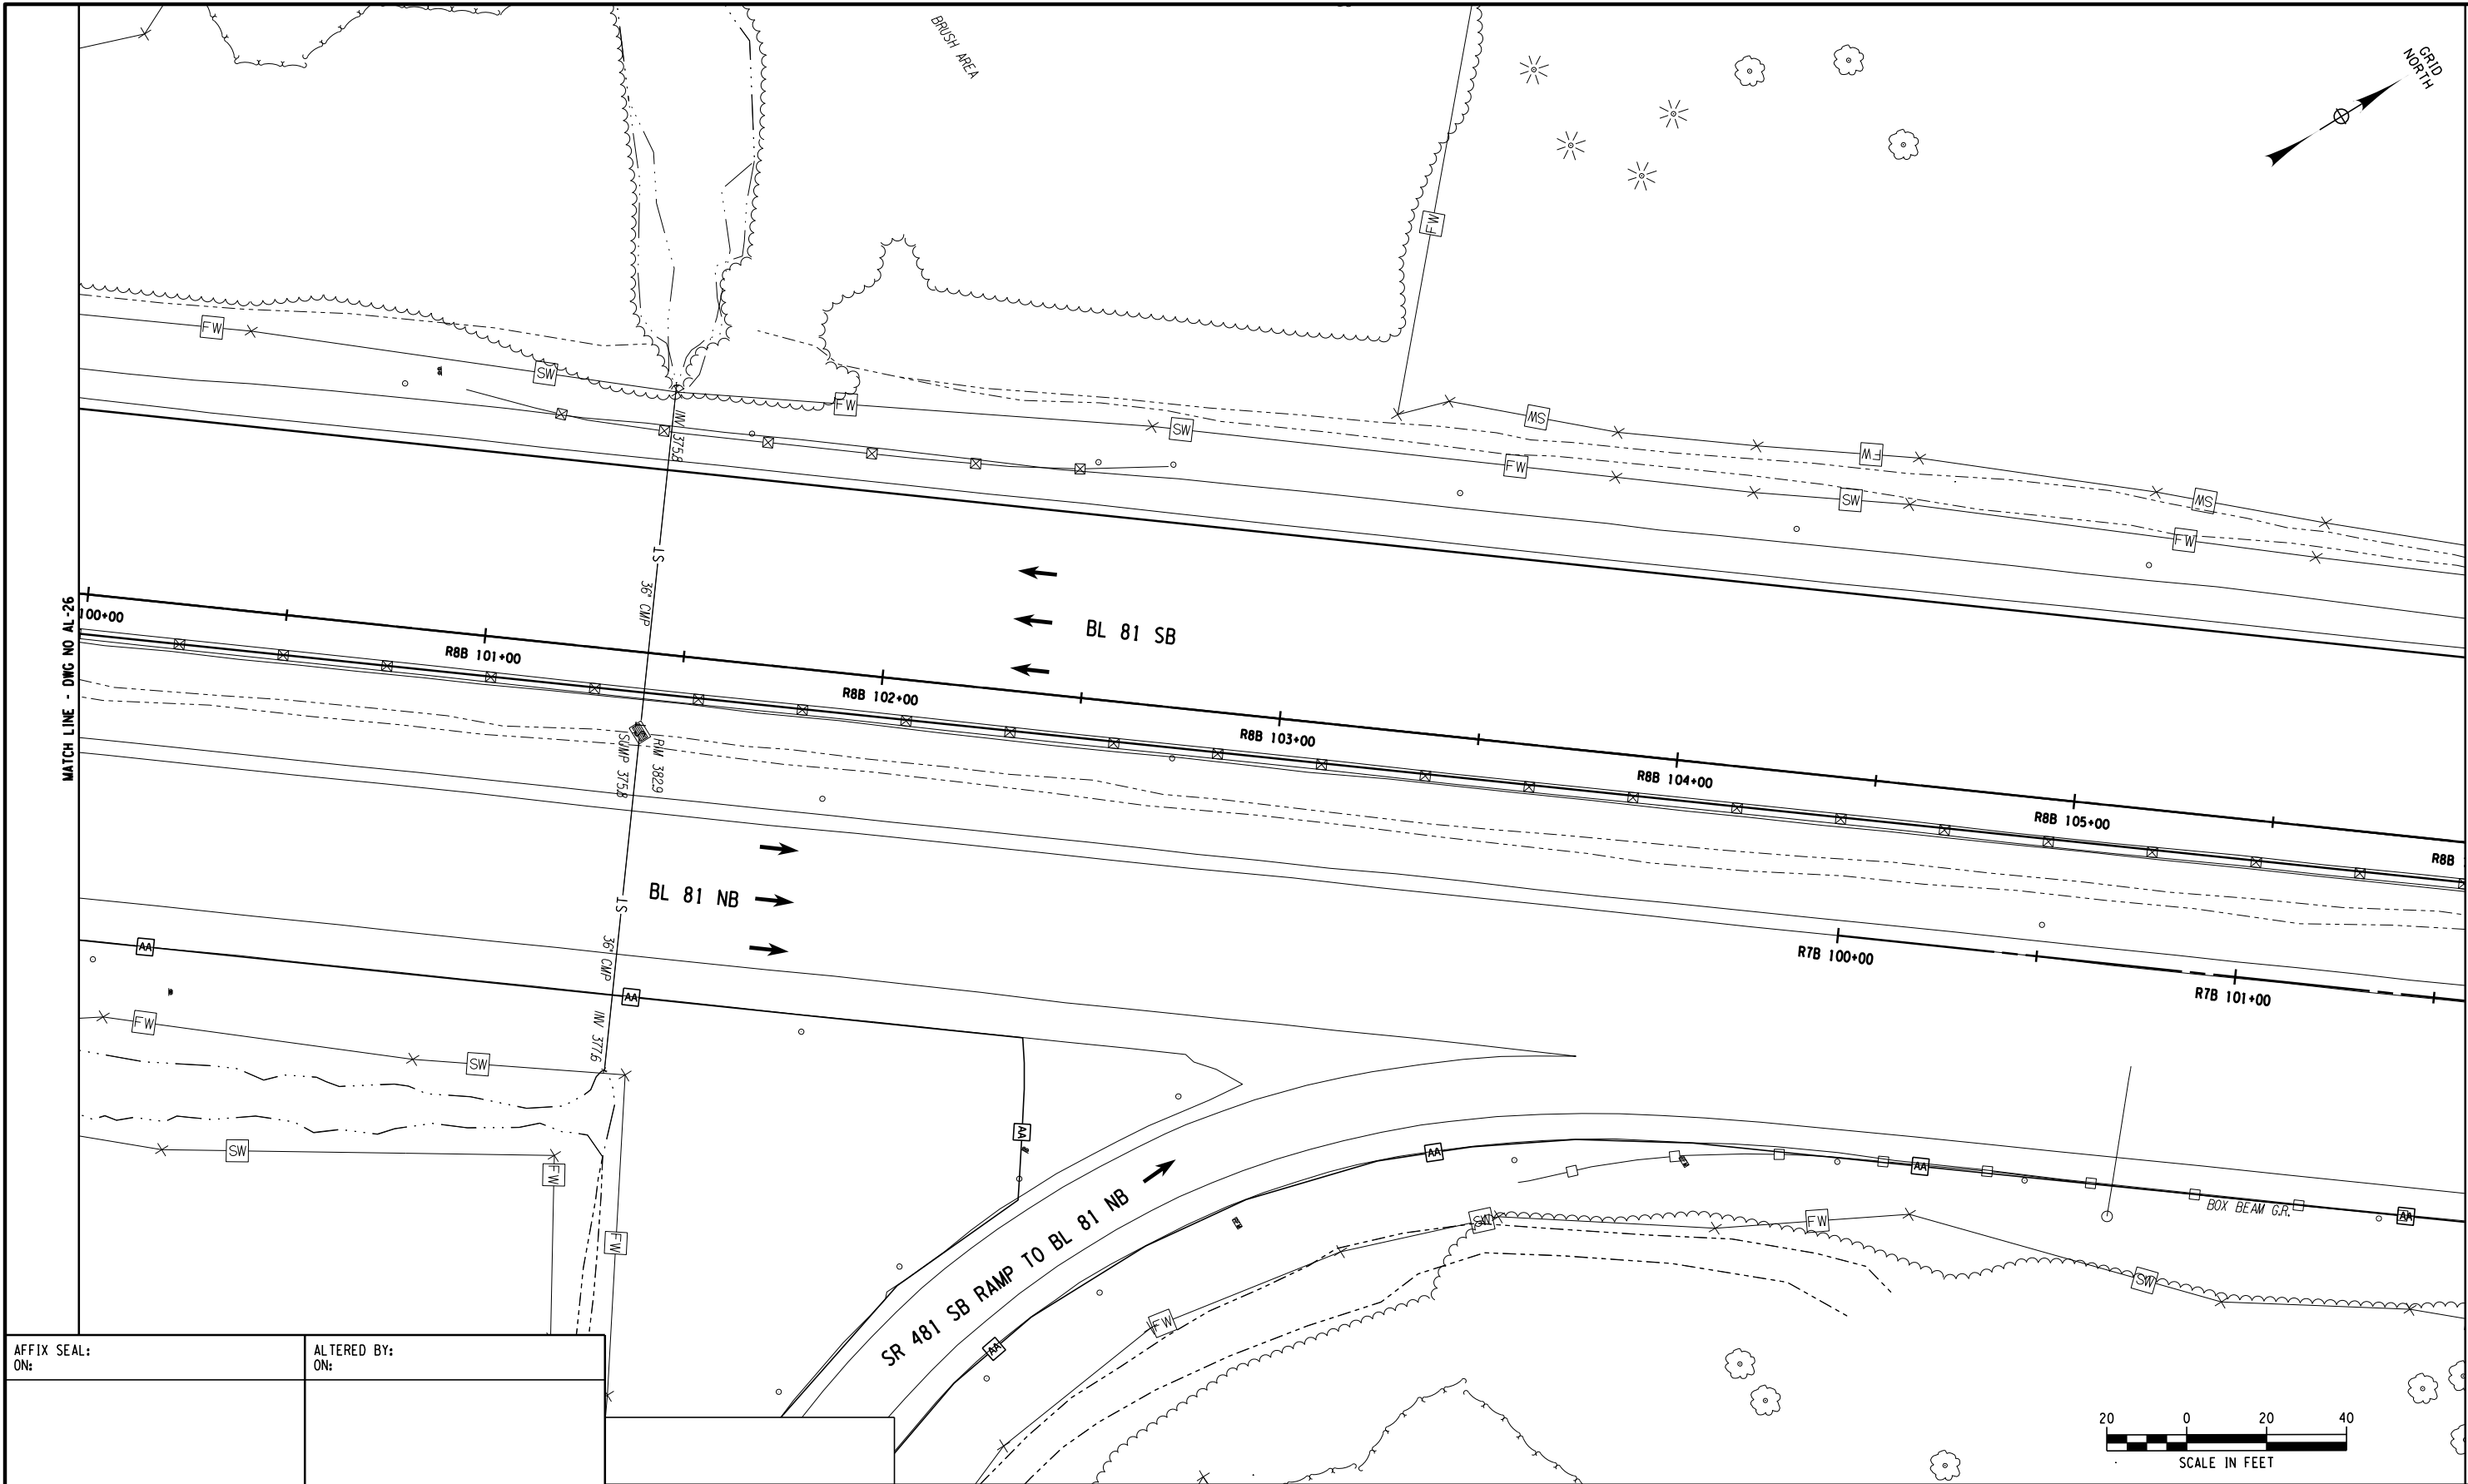 BRUSH AREA
GRID
NORTH
FW
FW
SW
FW
SW
SW
FW
FW
SW
SW
FW
INV 375.8
ST
36" CMP
BL 81 SB
MATCH LINE - DWG NO AL-26
100+00
R8B 101+00
R8B 102+00
R8B 103+00
R8B 104+00
R8B 105+00
R8B
RIM 382.9
SUMP 375.8
BL 81 NB
ST
36" CMP
R7B 100+00
R7B 101+00
AA
AA
INV 377.6
FW
SW
SW
FW
FW
AA
AA
AA
AA
AA
SR 481 SB RAMP TO BL 81 NB
BOX BEAM G.R.
SW
FW
SW
FW
AFFIX SEAL:
ON:
ALTERED BY:
ON:
20 0 20 40
SCALE IN FEET